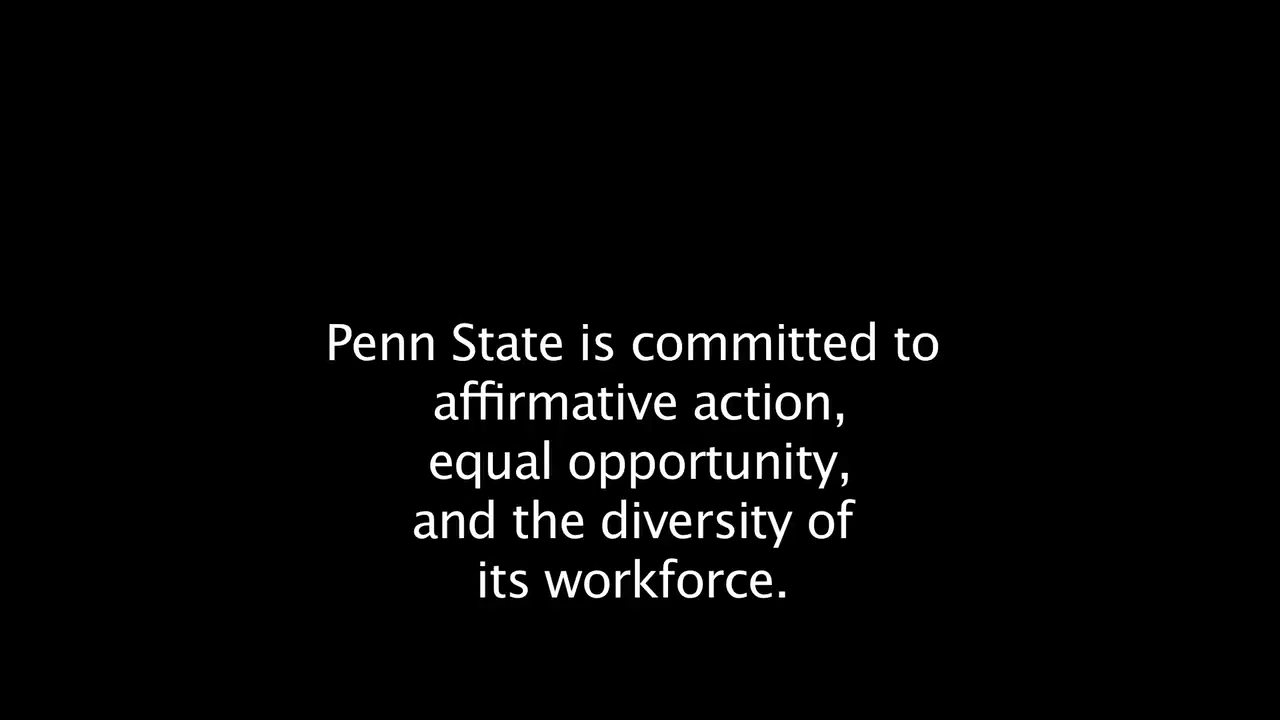 Penn State is committed to
affirmative action,
equal opportunity,
and the diversity of
its workforce.